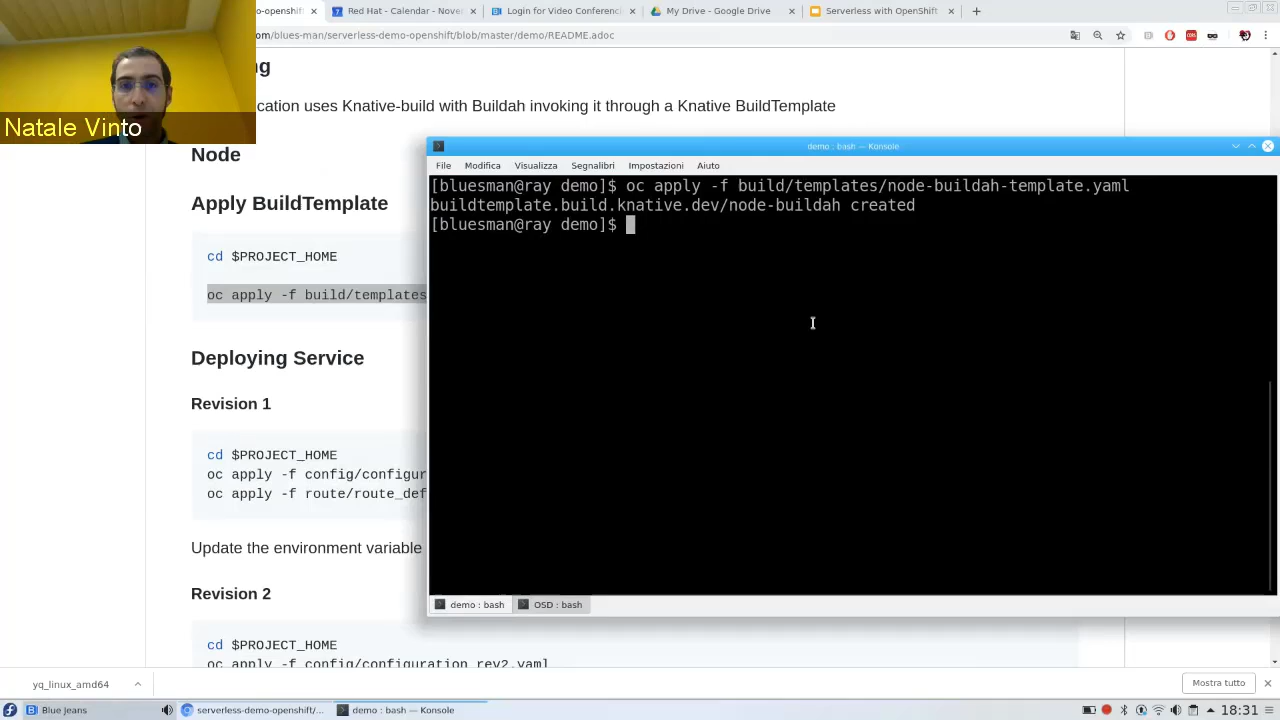 o-openshift/
Red Hat - Calendar - Nove
Login for Video Conferenc
My Drive - Google Drive
Serverless with OpenShift
com/blues-man/serverless-demo-openshift/blob/master/demo/README.adoc
Natale Vinto
ng
cation uses Knative-build with Buildah invoking it through a Knative BuildTemplate
Node
Apply BuildTemplate
cd $PROJECT_HOME
oc apply -f build/templates
Deploying Service
Revision 1
cd $PROJECT_HOME
oc apply -f config/configur
oc apply -f route/route_def
Update the environment variable
Revision 2
cd $PROJECT_HOME
oc apply -f config/configuration_rev2.yaml
demo : bash — Konsole
File Modifica Visualizza Segnalibri Impostazioni Aiuto
[bluesman@ray demo]$ oc apply -f build/templates/node-buildah-template.yaml
buildtemplate.build.knative.dev/node-buildah created
[bluesman@ray demo]$
demo : bash OSD : bash
yq_linux_amd64
Mostra tutto
Blue Jeans
serverless-demo-openshift/...
demo : bash — Konsole
18:31